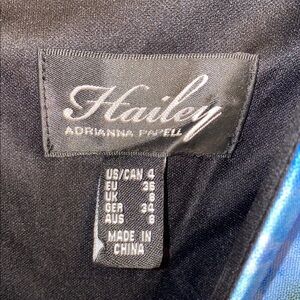 Hailey
ADRIANNA PAPELL
US/CAN 4
EU 36
UK 8
GER 34
AUS 8
MADE IN
CHINA